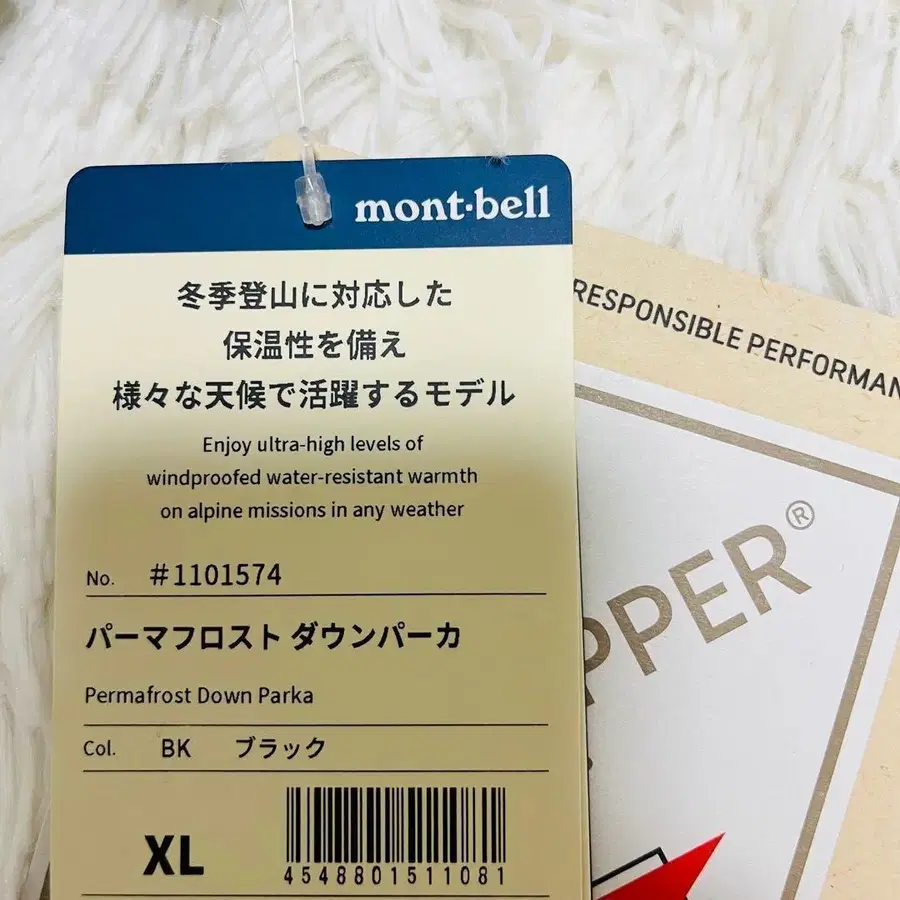 mont·bell
冬季登山に対応した
保温性を備え
様々な天候で活躍するモデル
Enjoy ultra-high levels of
windproofed water-resistant warmth
on alpine missions in any weather
No. #1101574
パーマフロスト ダウンパーカ
Permafrost Down Parka
Col. BK ブラック
XL
4548801511081
RESPONSIBLE